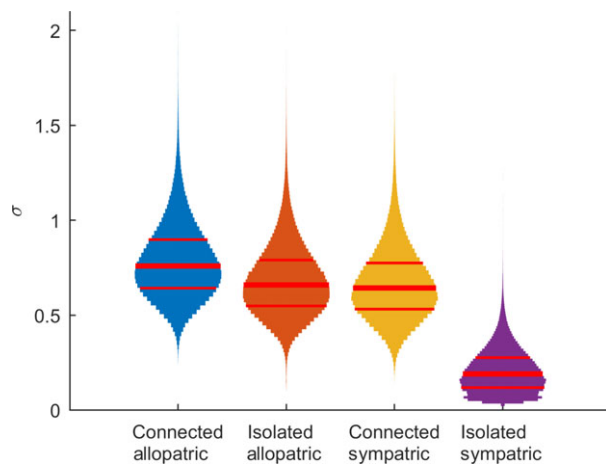 2
1.5
1
0.5
0
σ
Connected allopatric
Isolated allopatric
Connected sympatric
Isolated sympatric